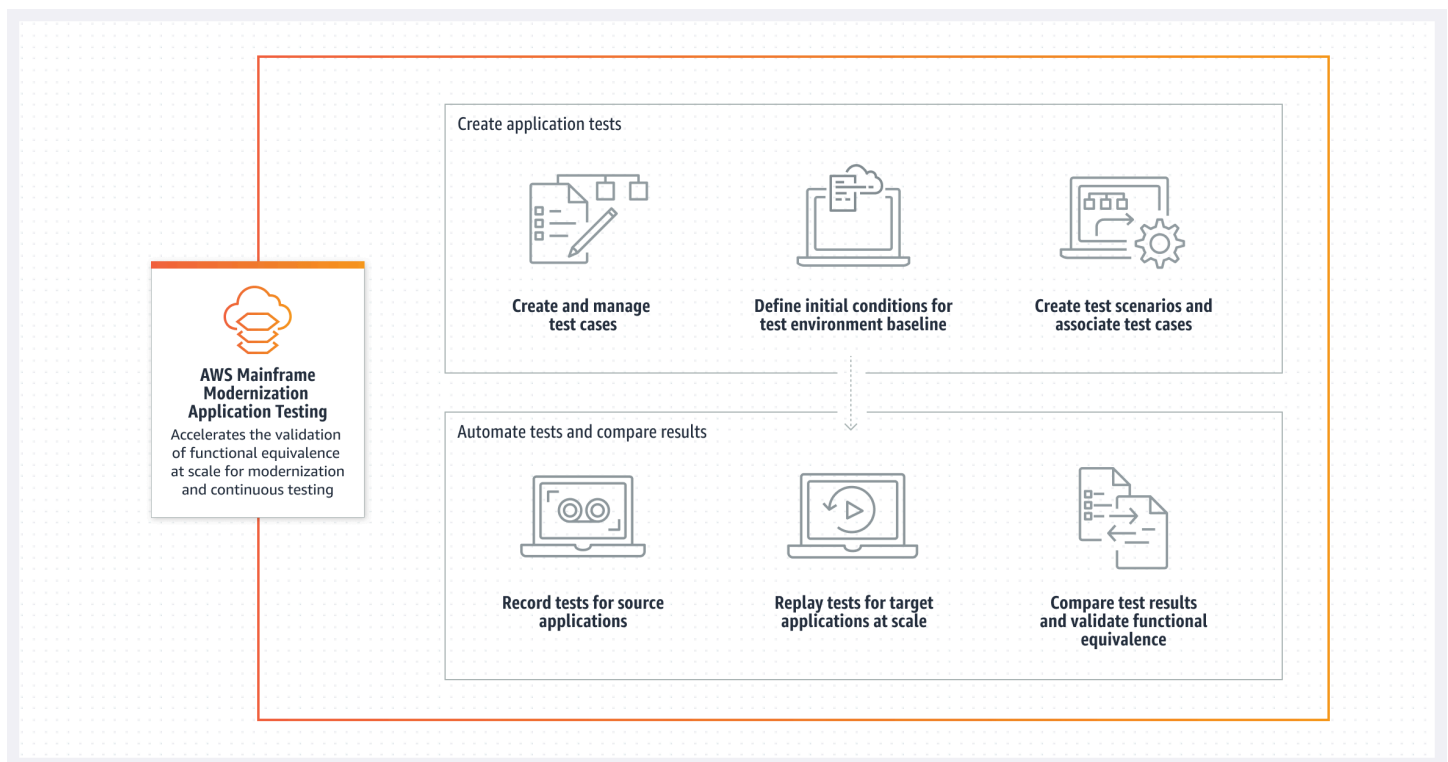 Create application tests
Create and manage
test cases
Define initial conditions for
test environment baseline
Create test scenarios and
associate test cases
AWS Mainframe
Modernization
Application Testing
Accelerates the validation
of functional equivalence
at scale for modernization
and continuous testing
Automate tests and compare results
Record tests for source
applications
Replay tests for target
applications at scale
Compare test results
and validate functional
equivalence